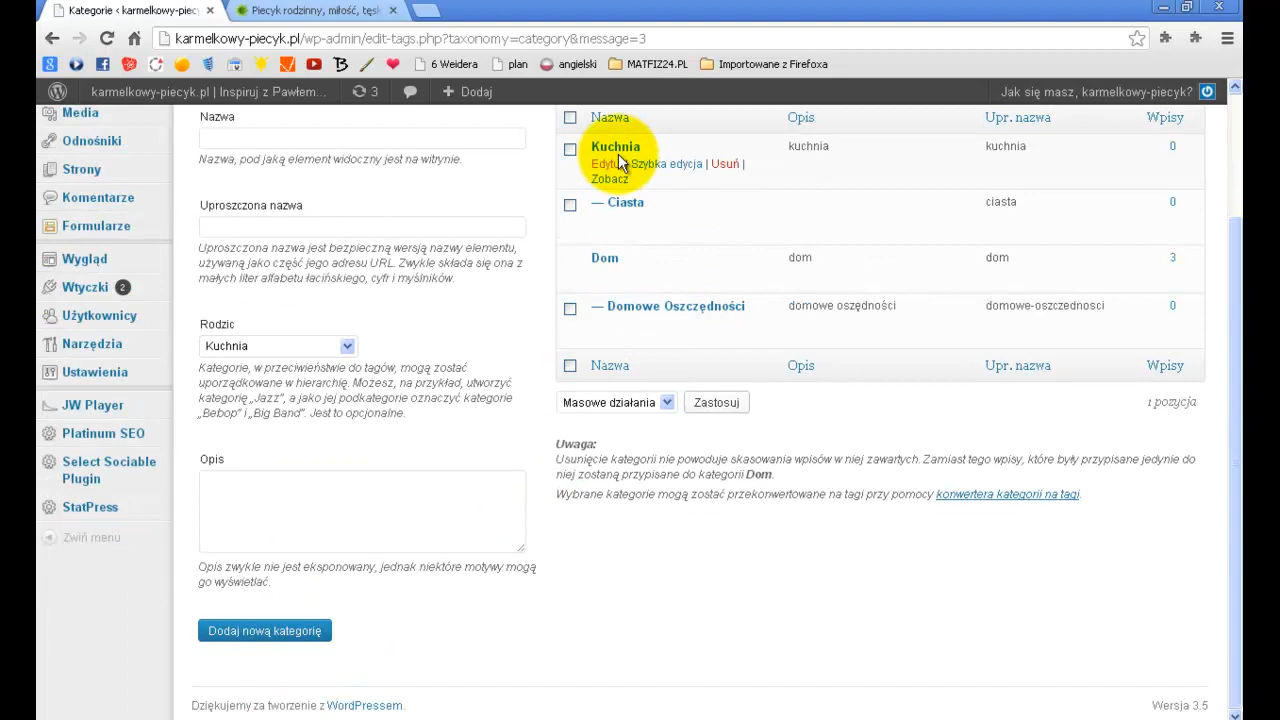 Kategorie < karmelkowy-piec
Piecyk rodzinny, miłość, tęs
karmelkowy-piecyk.pl/wp-admin/edit-tags.php?taxonomy=category&message=3
6 Weidera
plan
angielski
MATFIZ24.PL
Importowane z Firefoxa
karmelkowy-piecyk.pl | Inspiruj z Pawłem...
3
Dodaj
Jak się masz, karmelkowy-piecyk?
Media
Odnośniki
Strony
Komentarze
Formularze
Wygląd
Wtyczki 2
Użytkownicy
Narzędzia
Ustawienia
JW Player
Platinum SEO
Select Sociable
Plugin
StatPress
Zwiń menu
Nazwa
Nazwa, pod jaką element widoczny jest na witrynie.
Uproszczona nazwa
Uproszczona nazwa jest bezpieczną wersją nazwy elementu,
używaną jako część jego adresu URL. Zwykle składa się ona z
małych liter alfabetu łacińskiego, cyfr i myślników.
Rodzic
Kuchnia
Kategorie, w przeciwieństwie do tagów, mogą zostać
uporządkowane w hierarchię. Możesz, na przykład, utworzyć
kategorię „Jazz”, a jako jej podkategorie oznaczyć kategorie
„Bebop” i „Big Band”. Jest to opcjonalne.
Opis
Opis zwykle nie jest eksponowany, jednak niektóre motywy mogą
go wyświetlać.
Dodaj nową kategorię
Nazwa Opis Upr. nazwa Wpisy
Kuchnia kuchnia kuchnia 0
Edytuj Szybka edycja | Usuń |
Zobacz
— Ciasta ciasta 0
Dom dom dom 3
— Domowe Oszczędności domowe oszędności domowe-oszczednosci 0
Nazwa Opis Upr. nazwa Wpisy
Masowe działania
Zastosuj
1 pozycja
Uwaga:
Usunięcie kategorii nie powoduje skasowania wpisów w niej zawartych. Zamiast tego wpisy, które były przypisane jedynie do
niej zostaną przypisane do kategorii Dom.
Wybrane kategorie mogą zostać przekonwertowane na tagi przy pomocy konwertera kategorii na tagi.
Dziękujemy za tworzenie z WordPressem.
Wersja 3.5